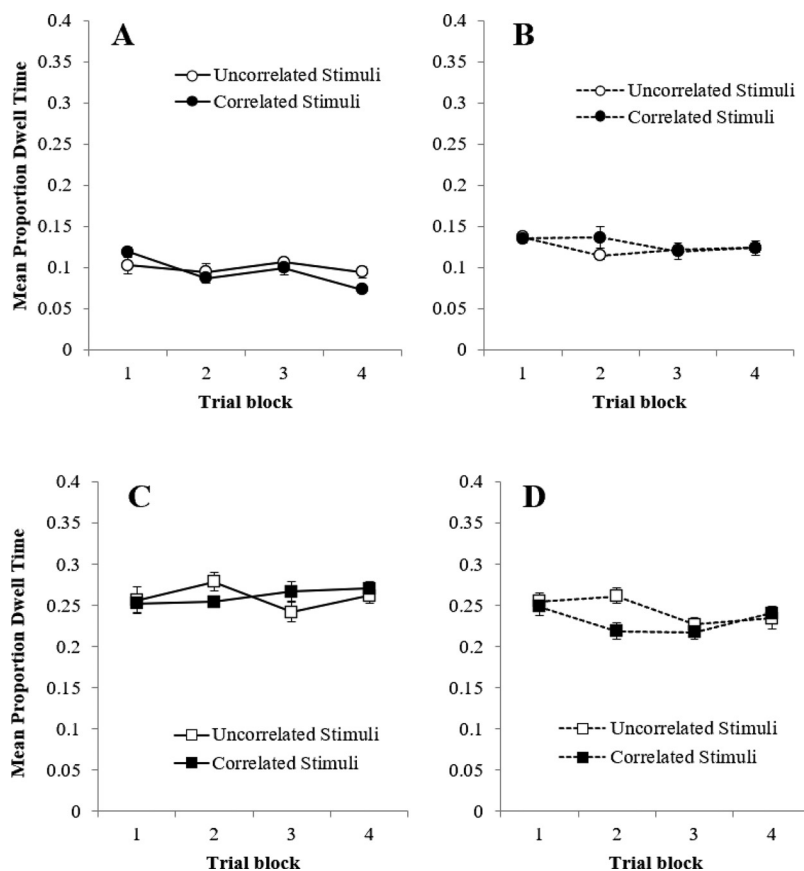 A
Mean Proportion Dwell Time
0.4
0.35
0.3
0.25
0.2
0.15
0.1
0.05
0
Uncorrelated Stimuli
Correlated Stimuli
1 2 3 4
Trial block
B
0.4
0.35
0.3
0.25
0.2
0.15
0.1
0.05
0
Uncorrelated Stimuli
Correlated Stimuli
1 2 3 4
Trial block
C
Mean Proportion Dwell Time
0.4
0.35
0.3
0.25
0.2
0.15
0.1
0.05
0
Uncorrelated Stimuli
Correlated Stimuli
1 2 3 4
Trial block
D
0.4
0.35
0.3
0.25
0.2
0.15
0.1
0.05
0
Uncorrelated Stimuli
Correlated Stimuli
1 2 3 4
Trial block